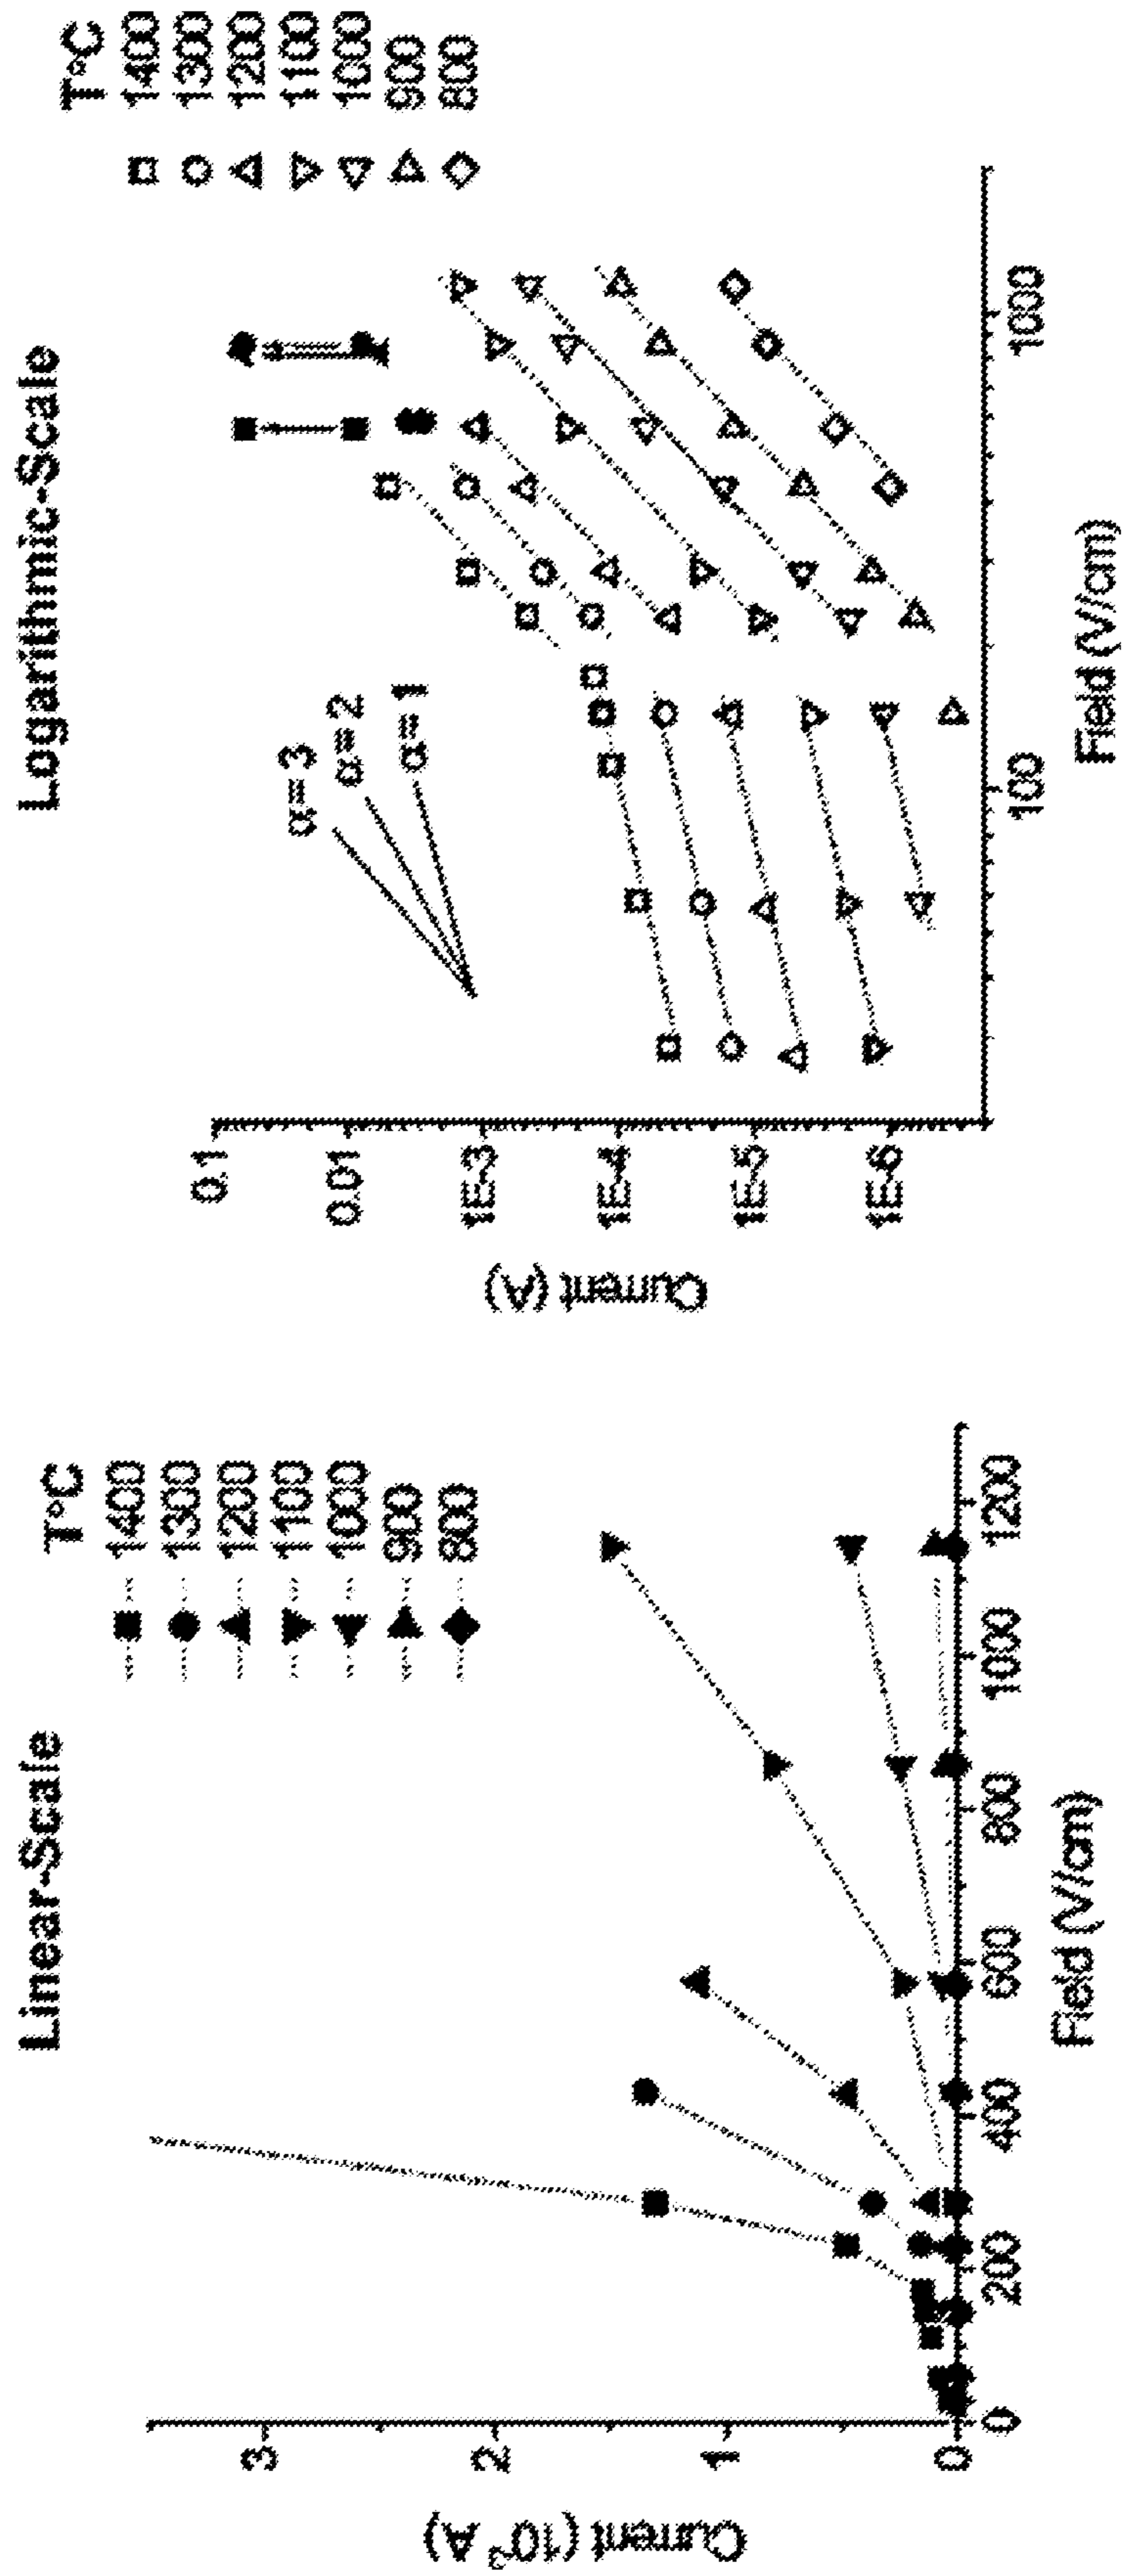 Linear-Scale
T°C
1400
1300
1200
1100
1000
900
800
3
2
1
0
Current (10-3 A)
0
200
400
600
800
1000
1200
Field (V/cm)
Logarithmic-Scale
T°C
1400
1300
1200
1100
1000
900
800
α=3
α=2
α=1
0.1
0.01
1E-3
1E-4
1E-5
1E-6
Current (A)
100
1000
Field (V/cm)